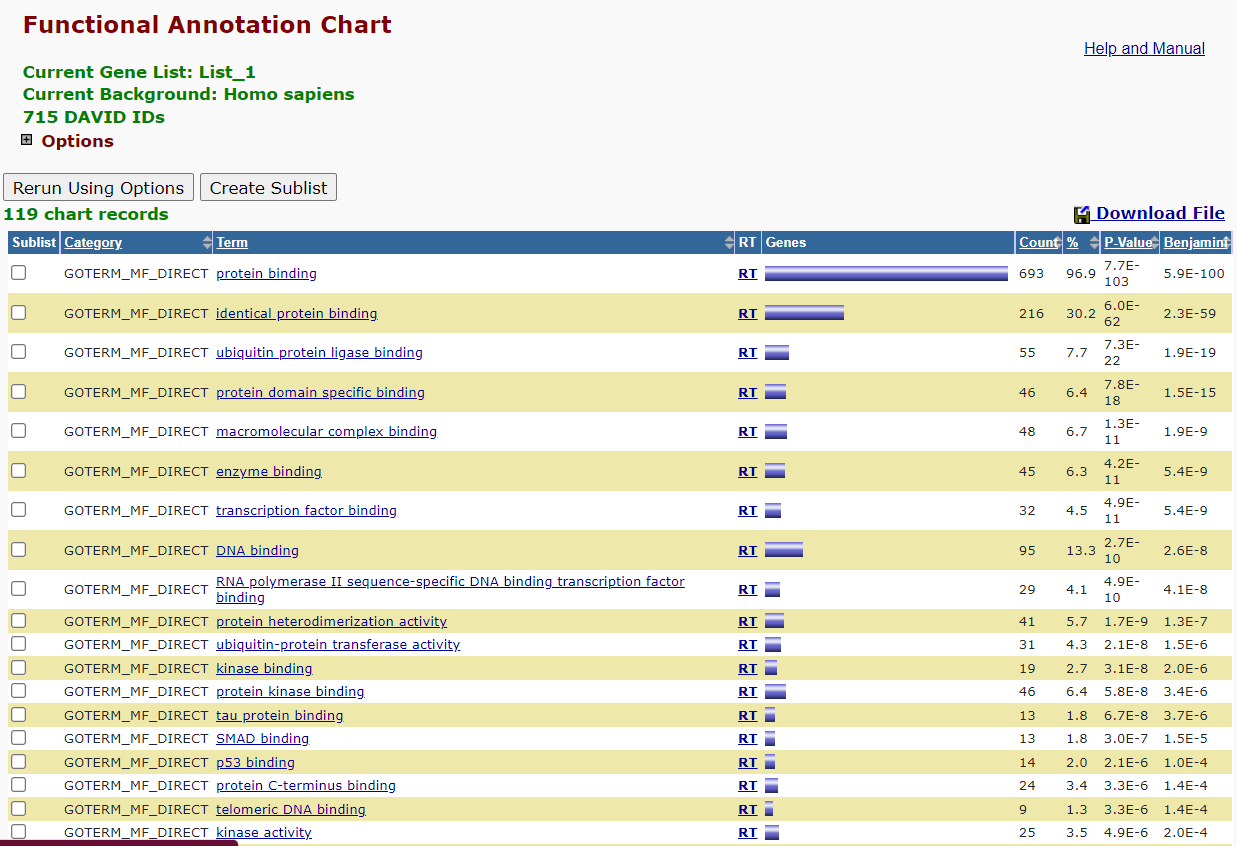 Functional Annotation Chart
Help and Manual
Current Gene List: List_1
Current Background: Homo sapiens
715 DAVID IDs
Options
Rerun Using Options Create Sublist
119 chart records
Download File
Sublist Category Term RT Genes Count % P-Value Benjamini
GOTERM_MF_DIRECT protein binding RT 693 96.9 7.7E-103 5.9E-100
GOTERM_MF_DIRECT identical protein binding RT 216 30.2 6.0E-62 2.3E-59
GOTERM_MF_DIRECT ubiquitin protein ligase binding RT 55 7.7 7.3E-22 1.9E-19
GOTERM_MF_DIRECT protein domain specific binding RT 46 6.4 7.8E-18 1.5E-15
GOTERM_MF_DIRECT macromolecular complex binding RT 48 6.7 1.3E-11 1.9E-9
GOTERM_MF_DIRECT enzyme binding RT 45 6.3 4.2E-11 5.4E-9
GOTERM_MF_DIRECT transcription factor binding RT 32 4.5 4.9E-11 5.4E-9
GOTERM_MF_DIRECT DNA binding RT 95 13.3 2.7E-10 2.6E-8
GOTERM_MF_DIRECT RNA polymerase II sequence-specific DNA binding transcription factor binding RT 29 4.1 4.9E-10 4.1E-8
GOTERM_MF_DIRECT protein heterodimerization activity RT 41 5.7 1.7E-9 1.3E-7
GOTERM_MF_DIRECT ubiquitin-protein transferase activity RT 31 4.3 2.1E-8 1.5E-6
GOTERM_MF_DIRECT kinase binding RT 19 2.7 3.1E-8 2.0E-6
GOTERM_MF_DIRECT protein kinase binding RT 46 6.4 5.8E-8 3.4E-6
GOTERM_MF_DIRECT tau protein binding RT 13 1.8 6.7E-8 3.7E-6
GOTERM_MF_DIRECT SMAD binding RT 13 1.8 3.0E-7 1.5E-5
GOTERM_MF_DIRECT p53 binding RT 14 2.0 2.1E-6 1.0E-4
GOTERM_MF_DIRECT protein C-terminus binding RT 24 3.4 3.3E-6 1.4E-4
GOTERM_MF_DIRECT telomeric DNA binding RT 9 1.3 3.3E-6 1.4E-4
GOTERM_MF_DIRECT kinase activity RT 25 3.5 4.9E-6 2.0E-4